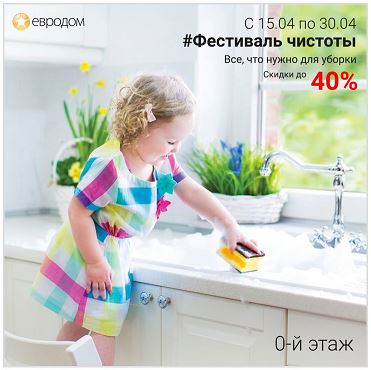 ЕВРОДОМ
С 15.04 по 30.04
#Фестиваль чистоты
Все, что нужно для уборки
Скидки до 40%
0-й этаж